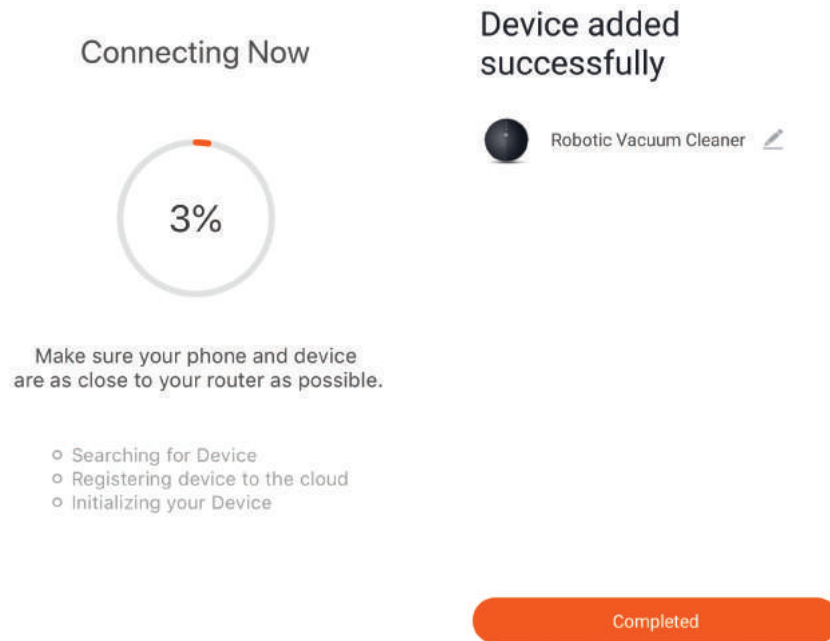 Connecting Now
3%
Make sure your phone and device
are as close to your router as possible.
Searching for Device
Registering device to the cloud
Initializing your Device
Device added
successfully
Robotic Vacuum Cleaner
Completed